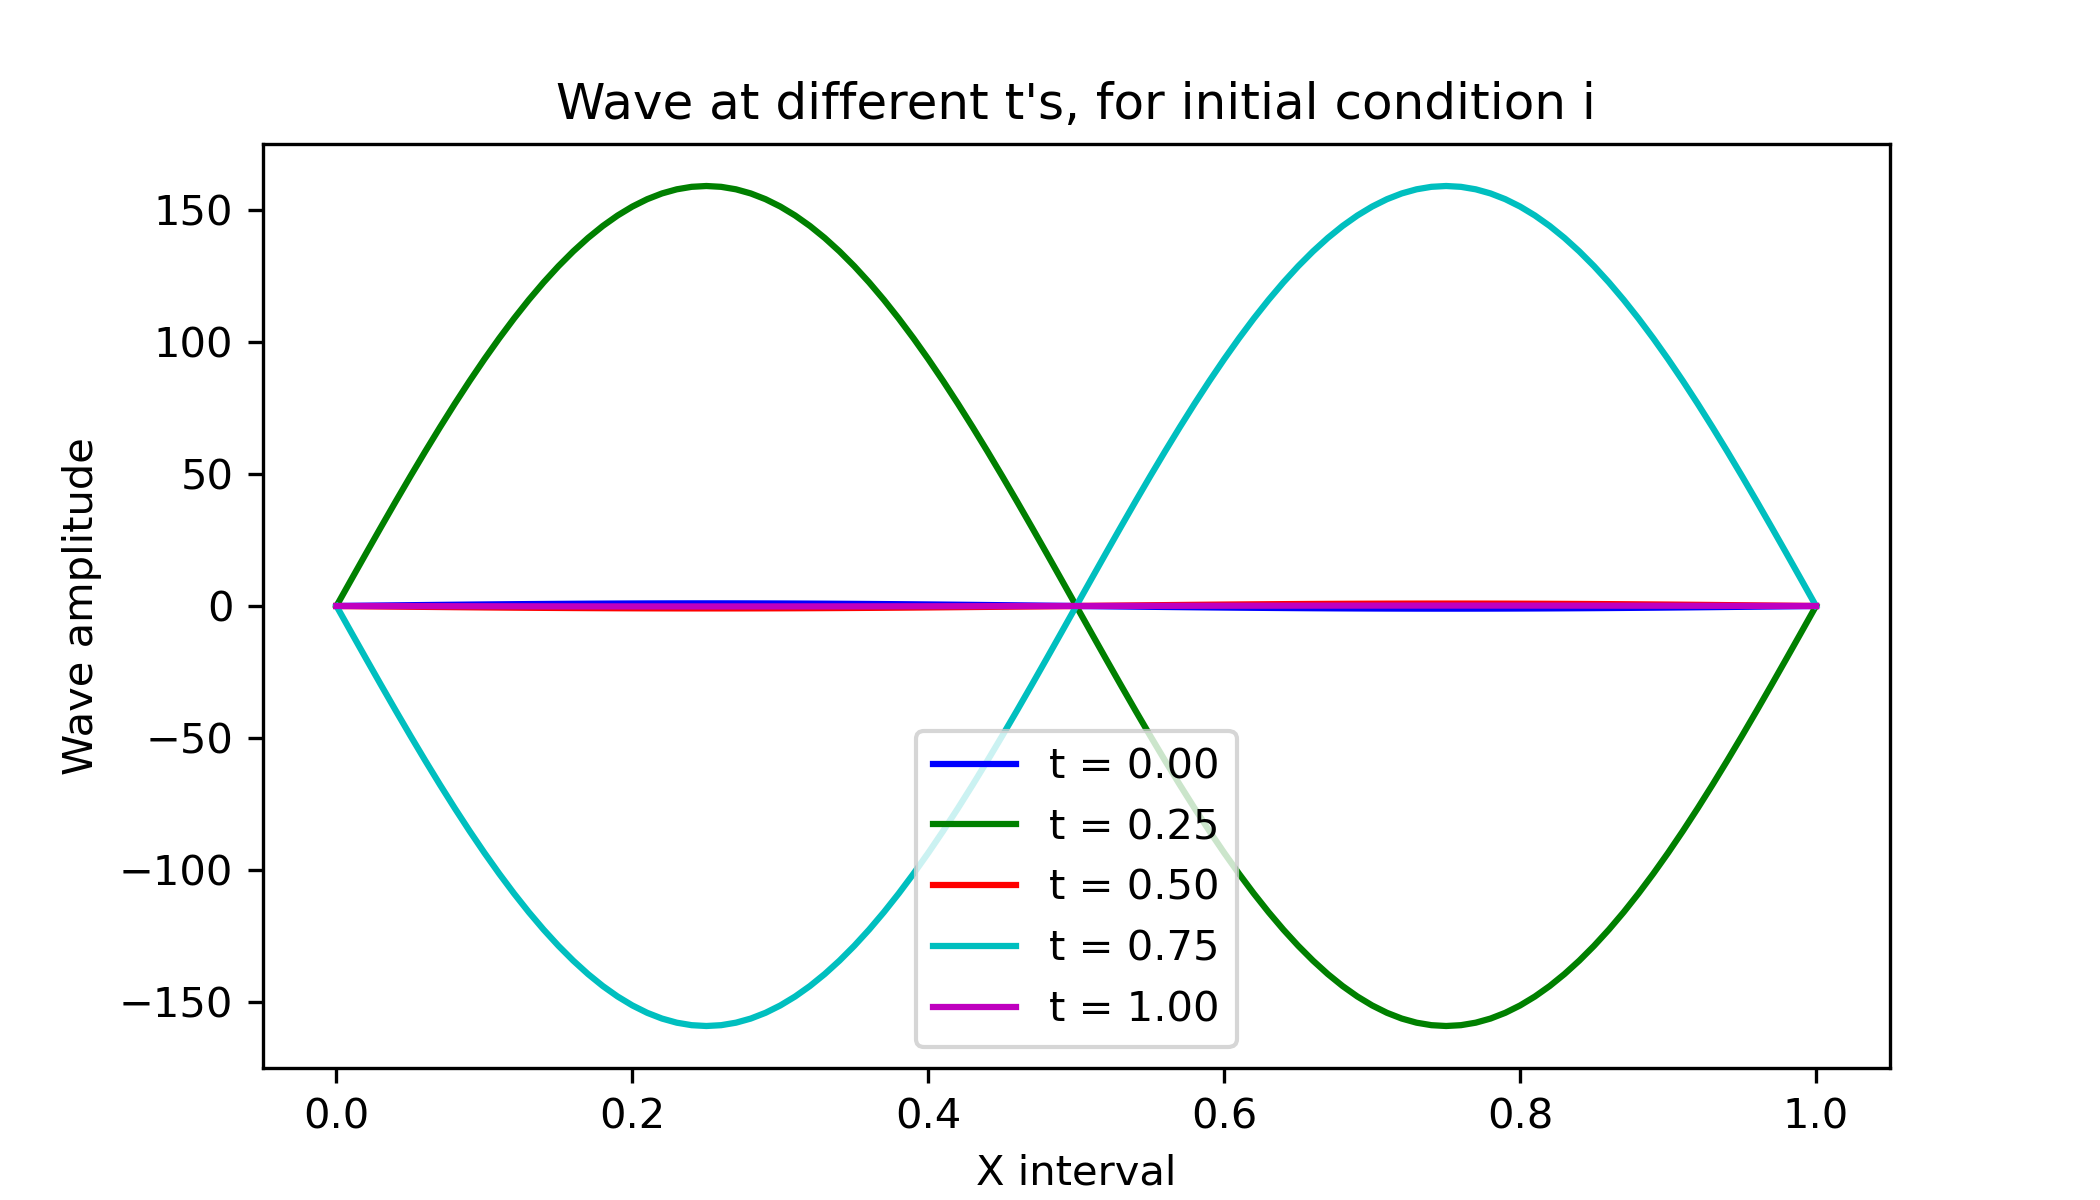 Wave at different t's, for initial condition i
150
100
50
0
−50
−100
−150
Wave amplitude
t = 0.00
t = 0.25
t = 0.50
t = 0.75
t = 1.00
0.0 0.2 0.4 0.6 0.8 1.0
X interval